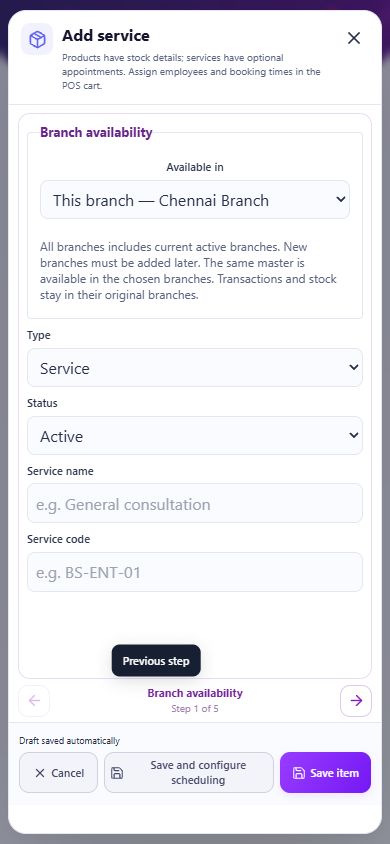 Add service
Products have stock details; services have optional
appointments. Assign employees and booking times in the
POS cart.
Branch availability
Available in
This branch — Chennai Branch
All branches includes current active branches. New
branches must be added later. The same master is
available in the chosen branches. Transactions and stock
stay in their original branches.
Type
Service
Status
Active
Service name
e.g. General consultation
Service code
e.g. BS-ENT-01
Previous step
Branch availability
Step 1 of 5
Draft saved automatically
Cancel
Save and configure
scheduling
Save item